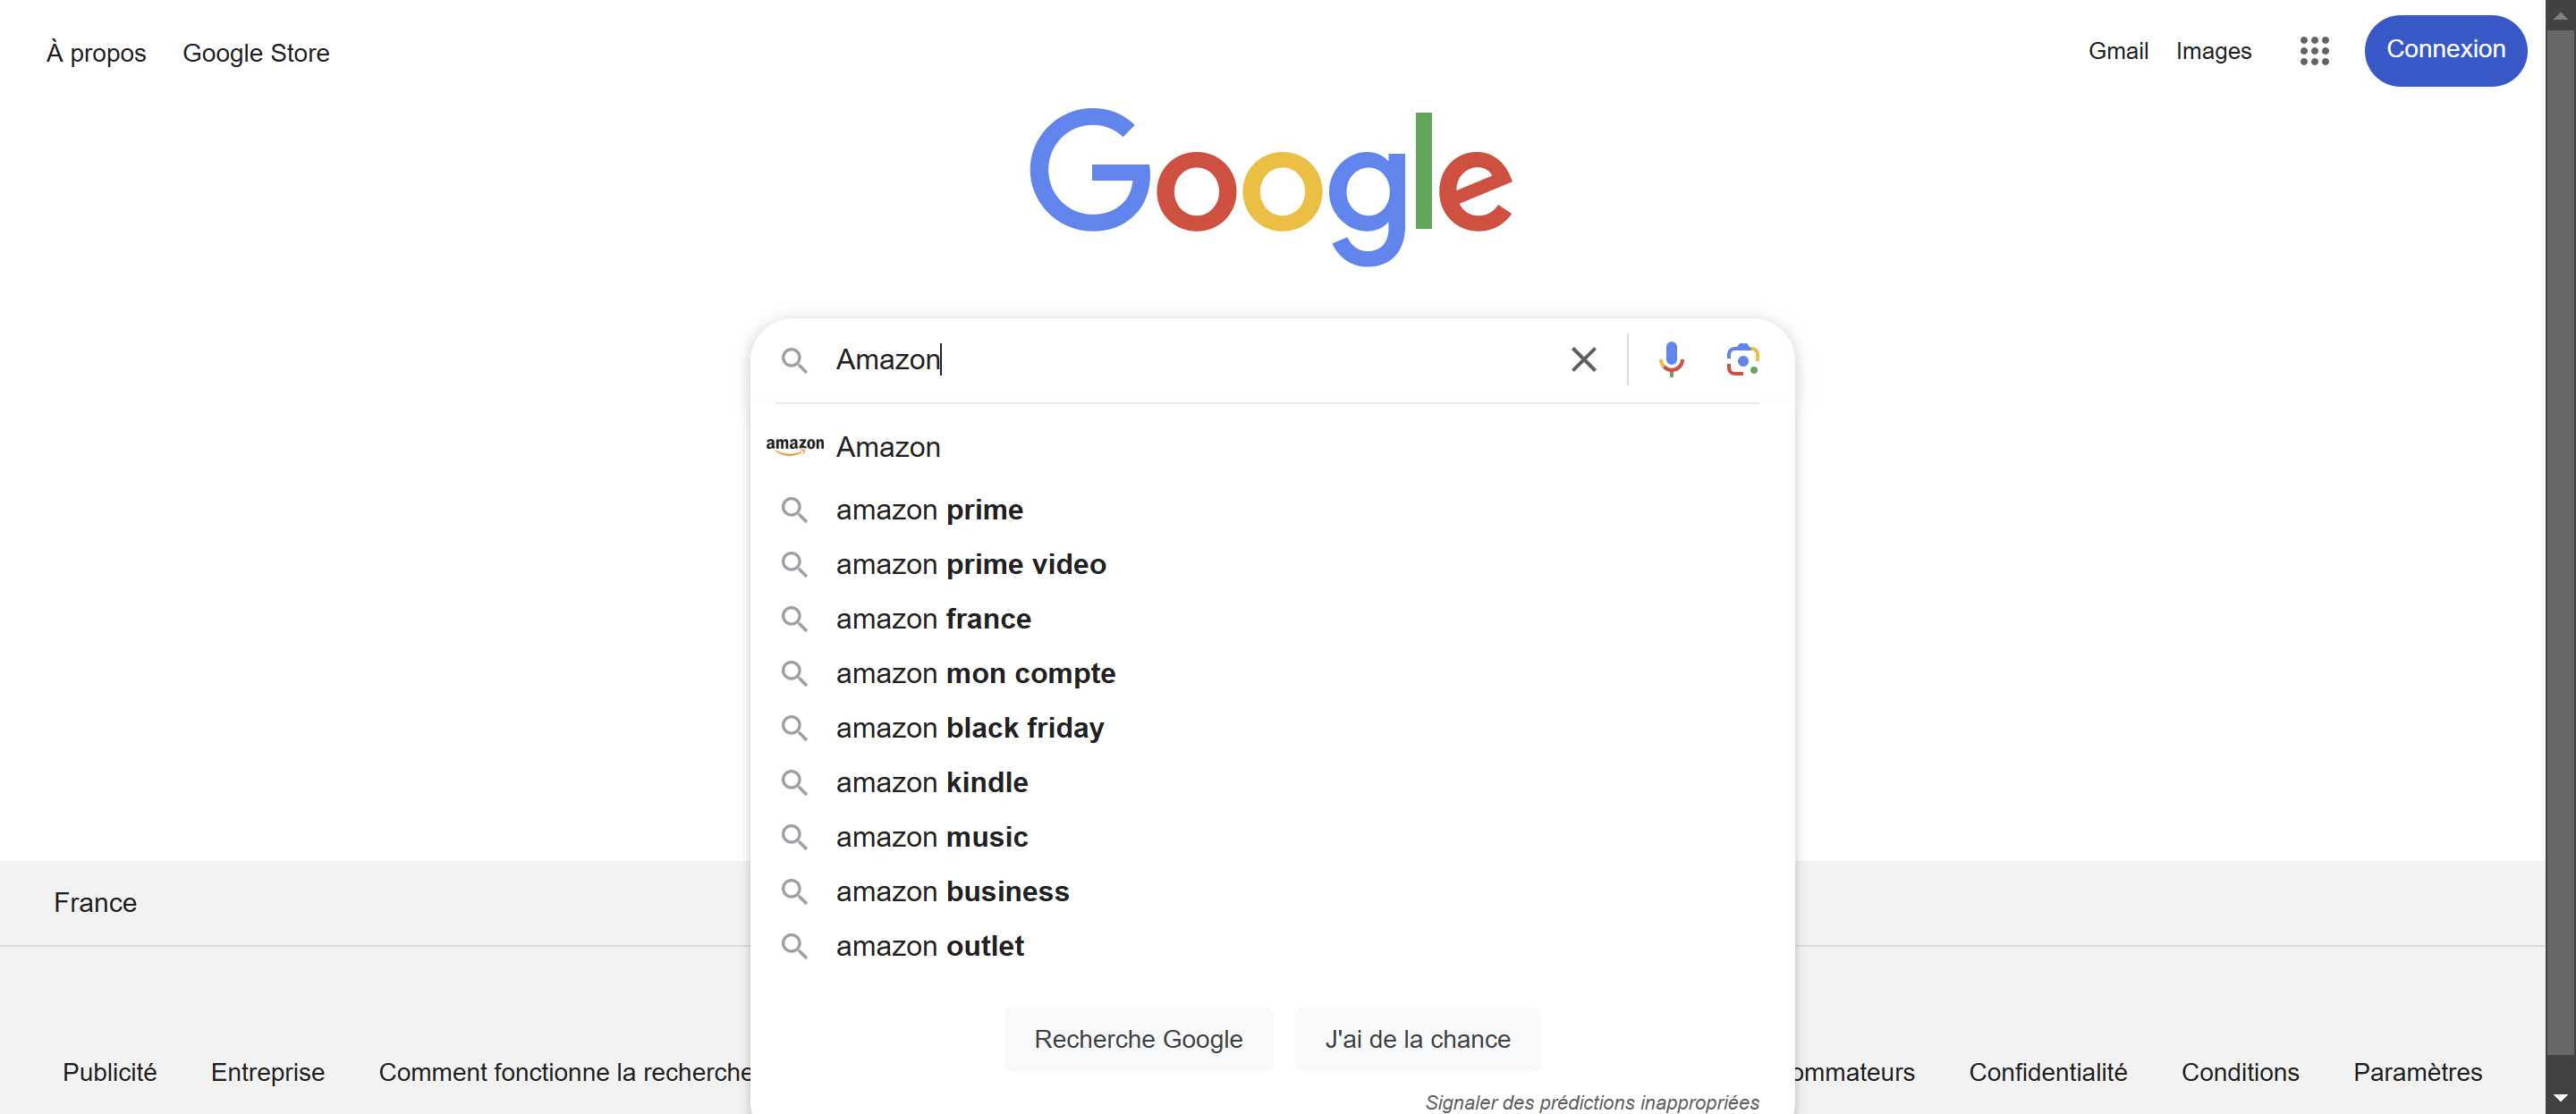 À propos Google Store Gmail Images Connexion
Google
Amazon
amazon Amazon
amazon prime
amazon prime video
amazon france
amazon mon compte
amazon black friday
amazon kindle
amazon music
amazon business
amazon outlet
France
Recherche Google J'ai de la chance
Publicité Entreprise Comment fonctionne la recherche ommateurs Confidentialité Conditions Paramètres
Signaler des prédictions inappropriées